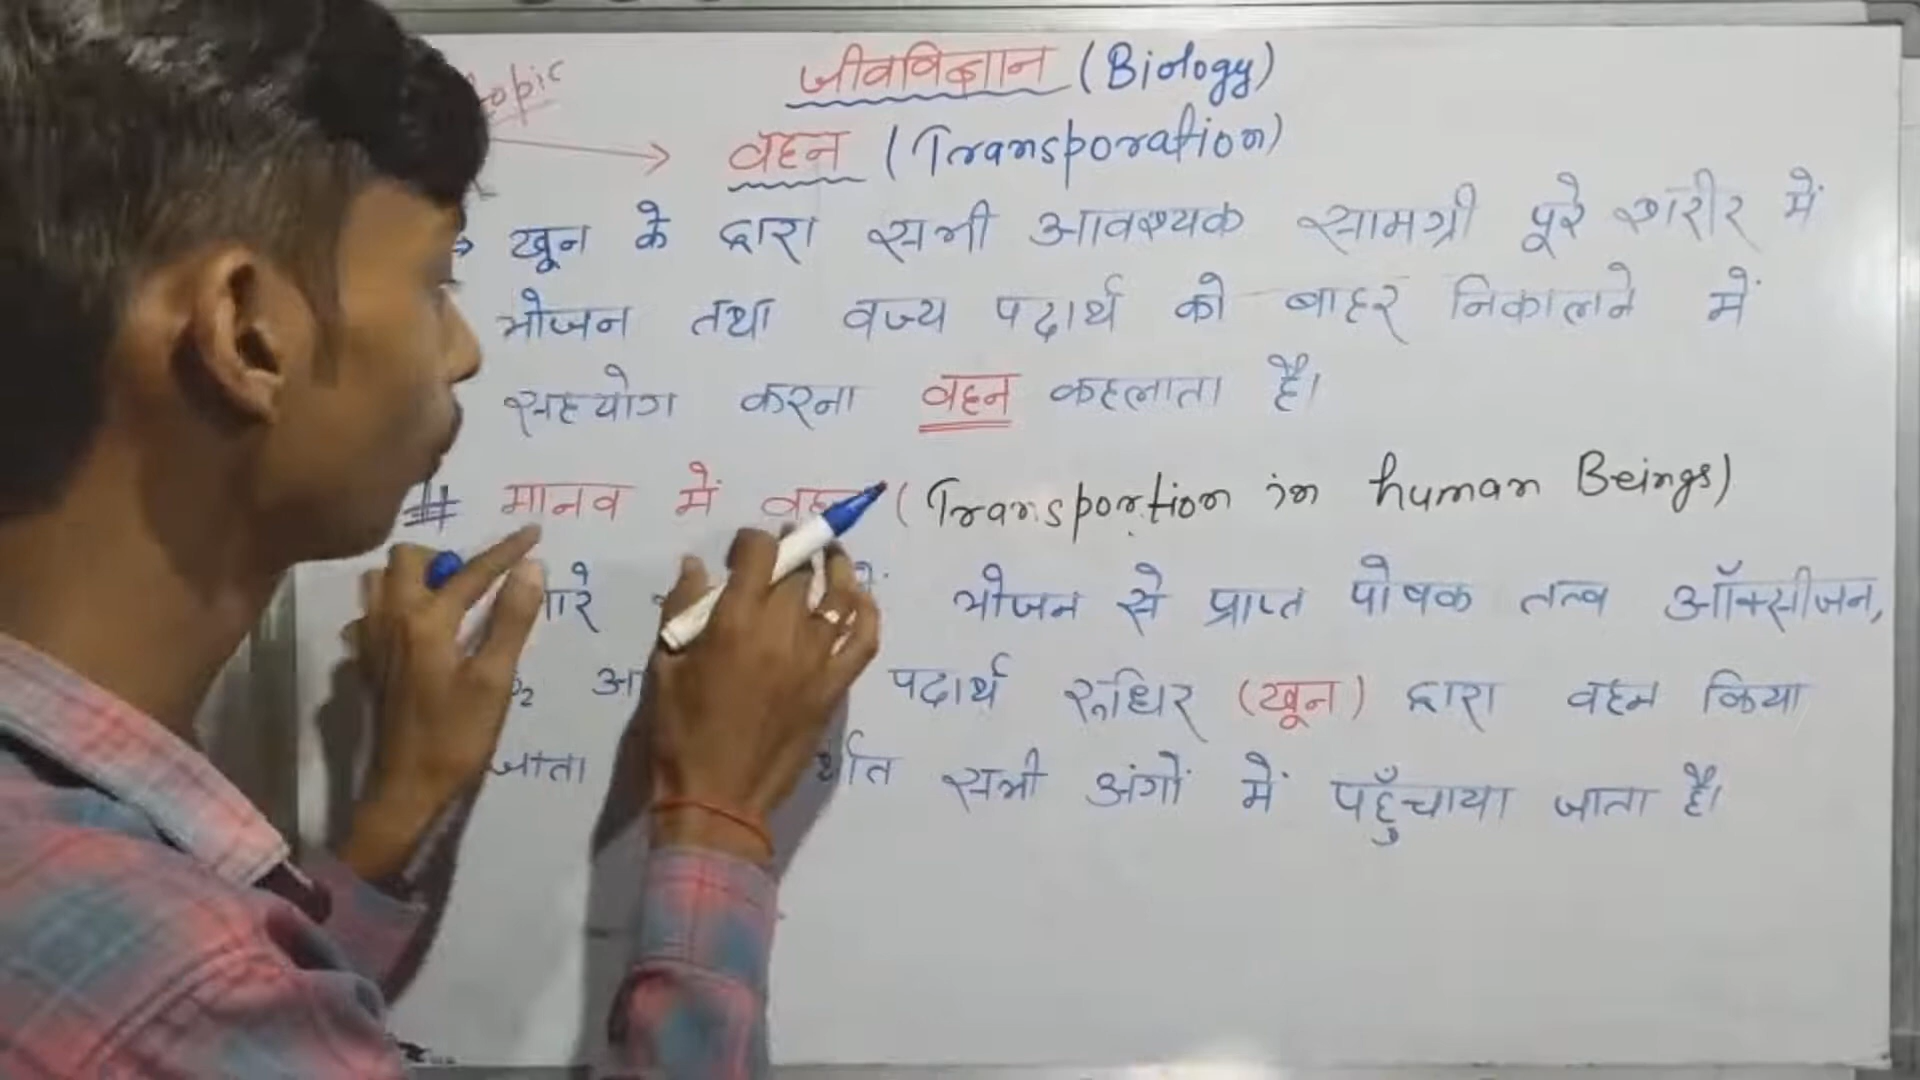 topic
जीवविज्ञान (Biology)
वहन (Transporation)
→ खून के द्वारा सभी आवश्यक सामग्री पूरे शरीर में
भोजन तथा वज्य पदार्थ को बाहर निकालने में
सहयोग करना वहन कहलाता है।
# मानव में वहन (Transportion in human Beings)
भोजन से प्राप्त पोषक तत्व ऑक्सीजन,
पदार्थ रुधिर (खून) द्वारा वहन किया
जाता सभी अंगों में पहुँचाया जाता है।